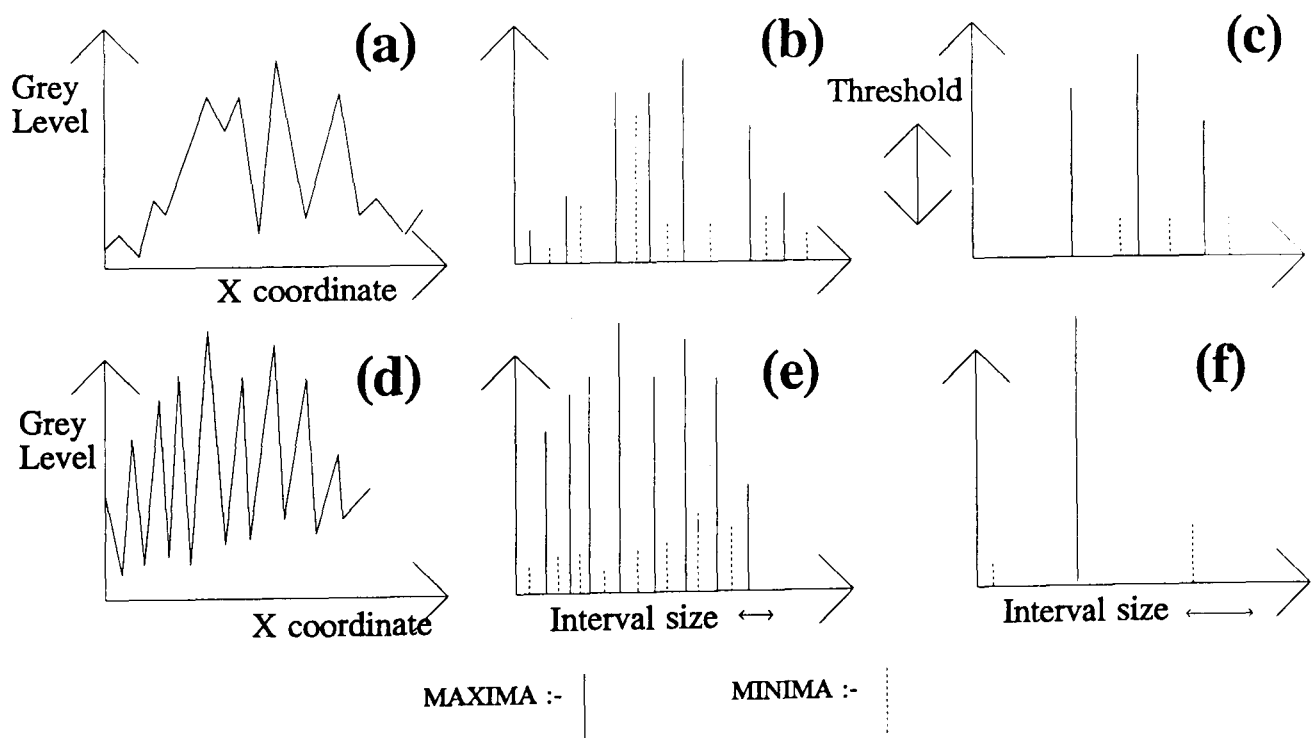 (a)
Grey
Level
X coordinate
(b)
(c)
Threshold
(d)
Grey
Level
X coordinate
(e)
Interval size
(f)
Interval size
MAXIMA :-
MINIMA :-